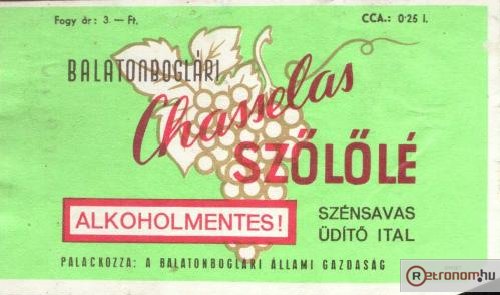 Fogy ár: 3.— Ft.
CCA.: 0·25 l.
BALATONBOGLÁRI
Chasselas
SZŐLŐLÉ
ALKOHOLMENTES!
SZÉNSAVAS
ÜDÍTŐ ITAL
PALACKOZZA: A BALATONBOGLÁRI ÁLLAMI GAZDASÁG
Retronom.hu